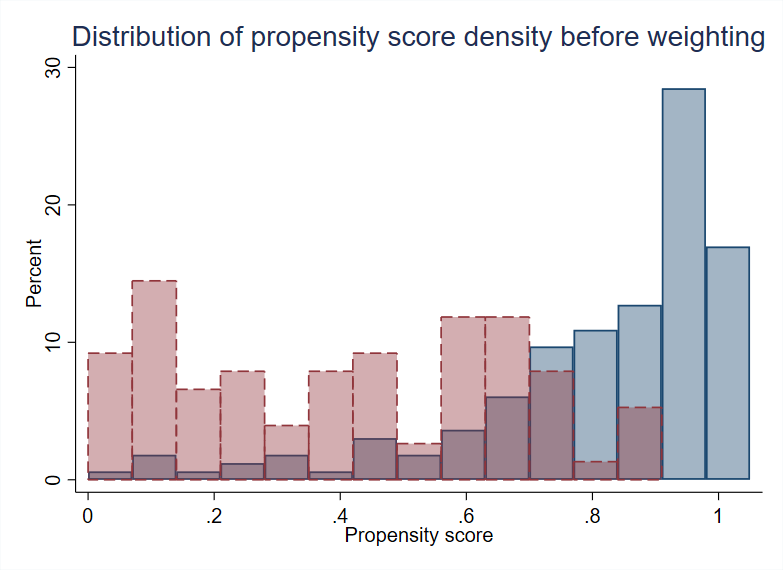 Distribution of propensity score density before weighting
30
20
10
0
Percent
0 .2 .4 .6 .8 1
Propensity score